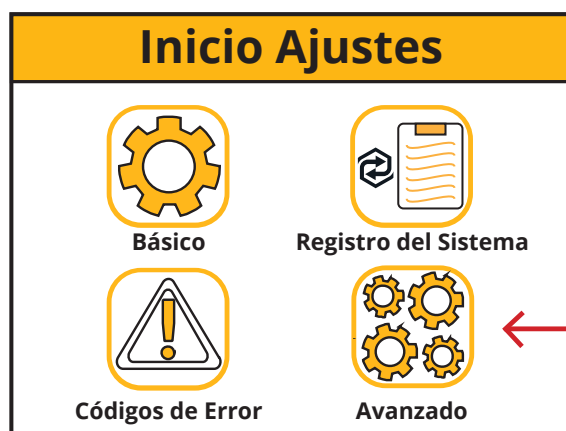 Inicio Ajustes
Básico
Registro del Sistema
Códigos de Error
Avanzado